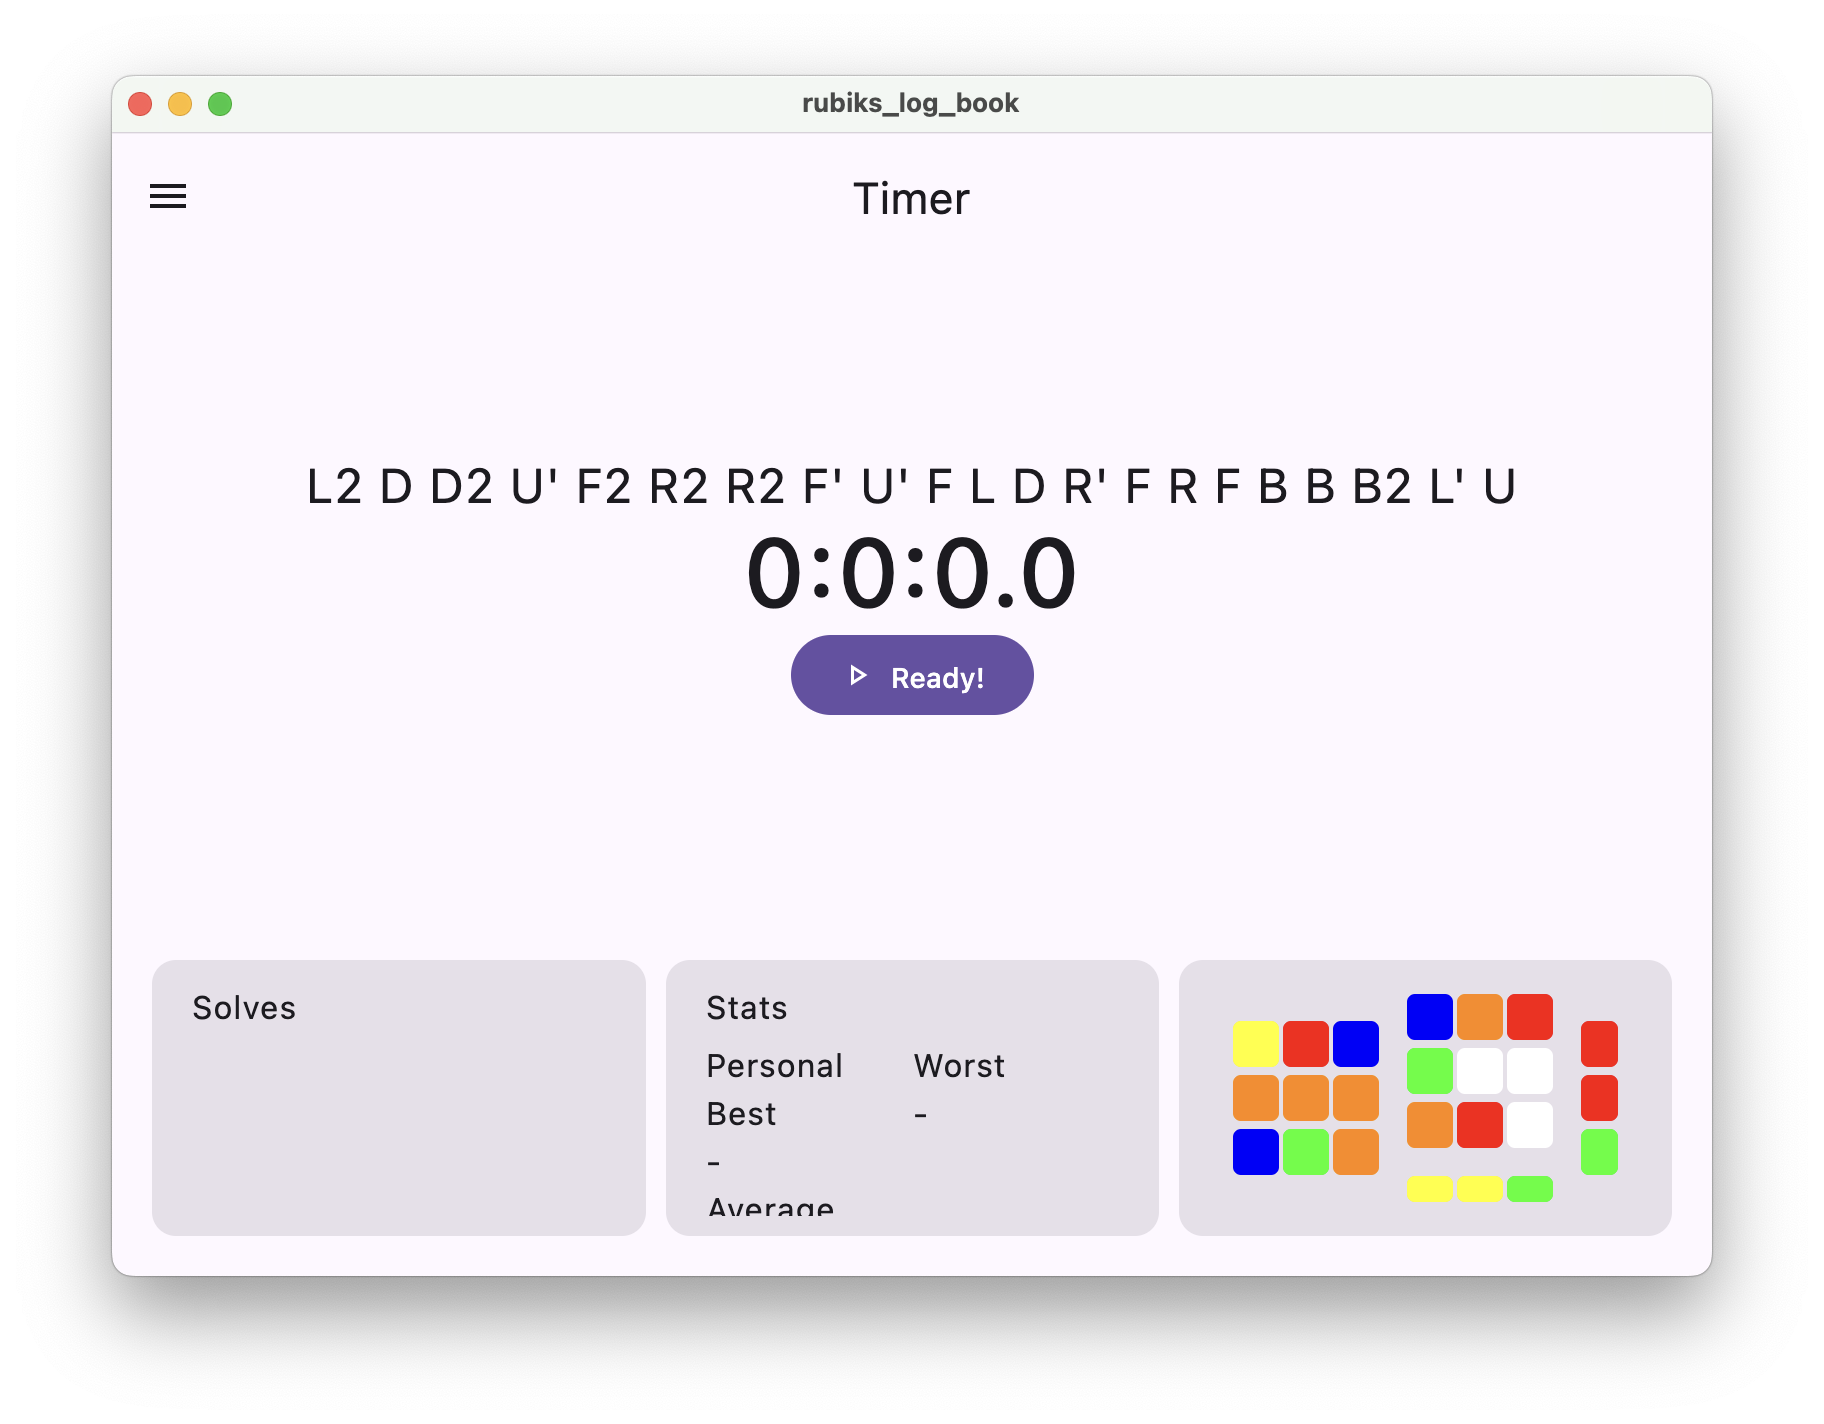 rubiks_log_book
Timer
L2 D D2 U' F2 R2 R2 F' U' F L D R' F R F B B B2 L' U
0:0:0.0
Ready!
Solves
Stats
Personal Best
-
Worst
-
Average